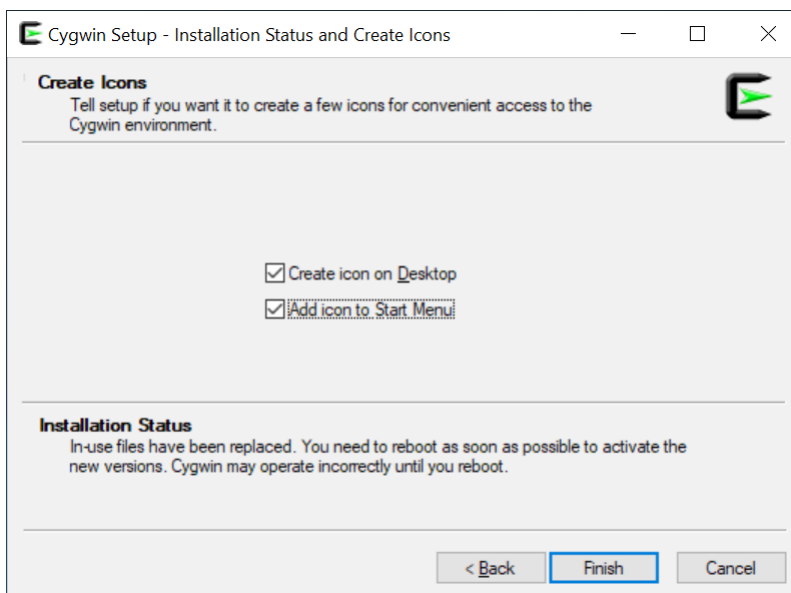 Cygwin Setup - Installation Status and Create Icons
Create Icons
Tell setup if you want it to create a few icons for convenient access to the
Cygwin environment.
Create icon on Desktop
Add icon to Start Menu
Installation Status
In-use files have been replaced. You need to reboot as soon as possible to activate the
new versions. Cygwin may operate incorrectly until you reboot.
< Back
Finish
Cancel